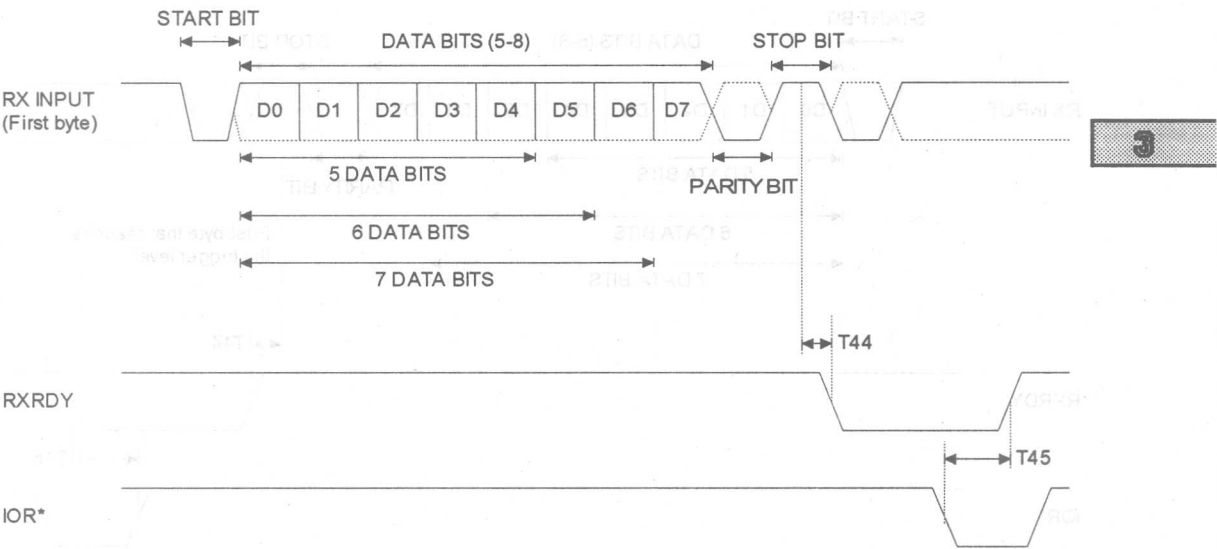 START BIT
DATA BITS (5-8)
STOP BIT
RX INPUT
(First byte)
D0 D1 D2 D3 D4 D5 D6 D7
5 DATA BITS
PARITY BIT
6 DATA BITS
7 DATA BITS
T44
RXRDY
T45
IOR*
3